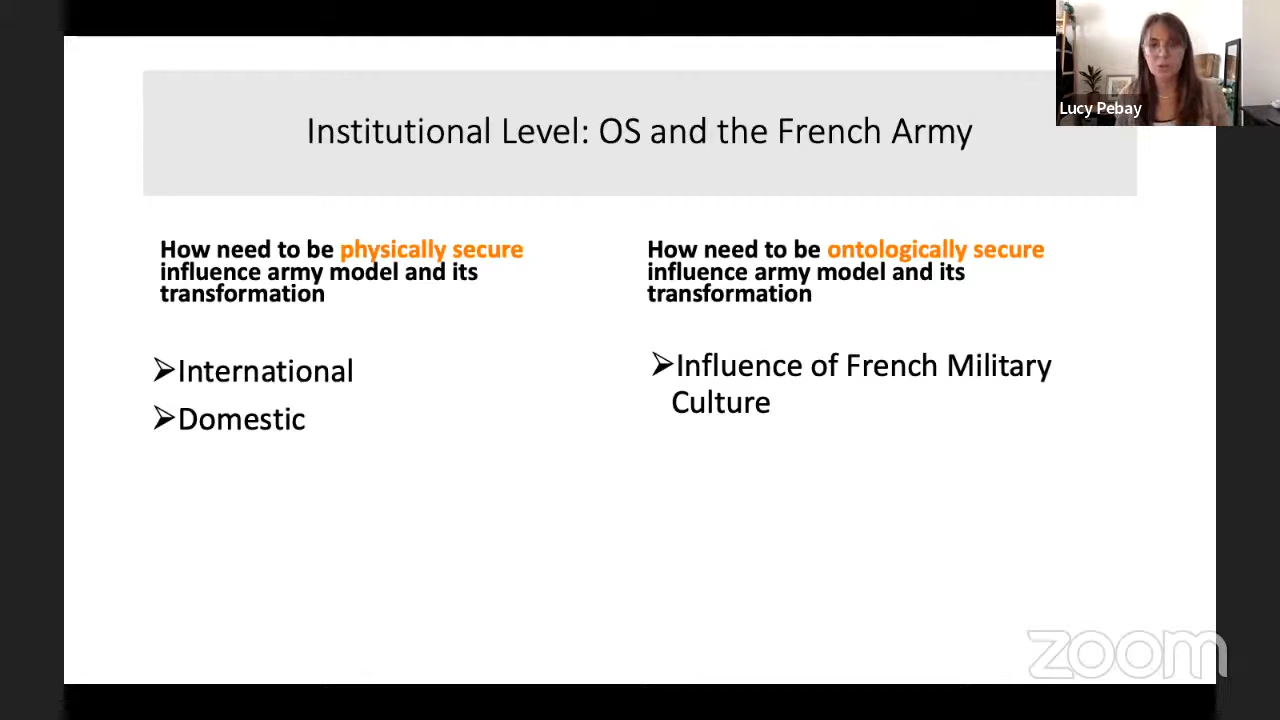 Lucy Pebay
Institutional Level: OS and the French Army
How need to be physically secure
influence army model and its
transformation
➢International
➢Domestic
How need to be ontologically secure
influence army model and its
transformation
➢Influence of French Military
Culture
zoom